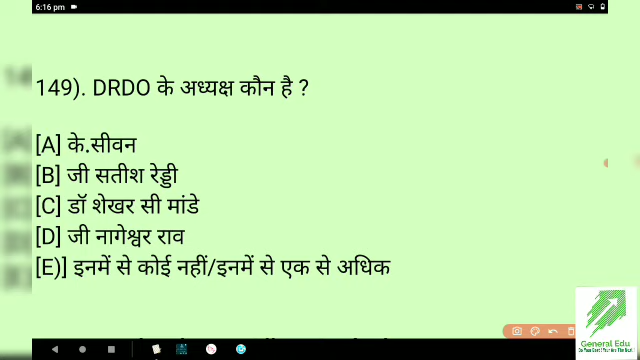 6:16 pm
149). DRDO के अध्यक्ष कौन है ?
[A] के.सीवन
[B] जी सतीश रेड्डी
[C] डॉ शेखर सी मांडे
[D] जी नागेश्वर राव
[E)] इनमें से कोई नहीं/इनमें से एक से अधिक
General Edu